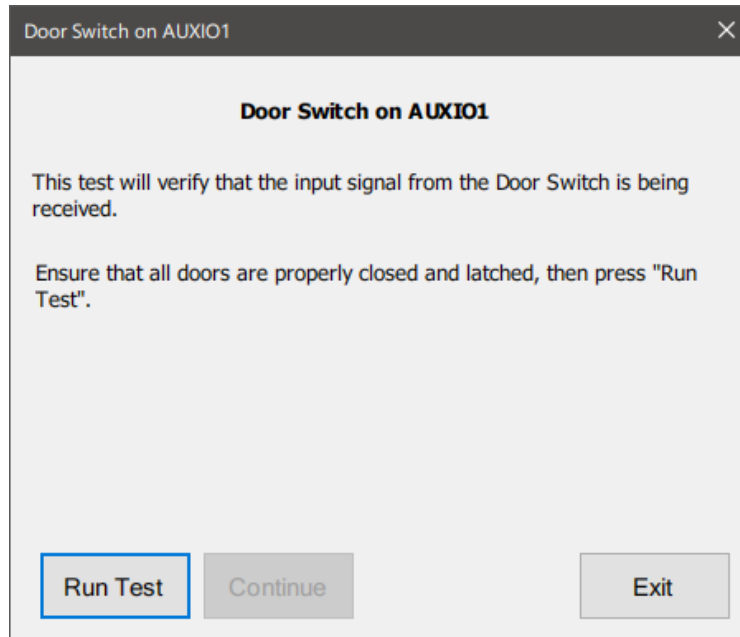 Door Switch on AUXIO1
Door Switch on AUXIO1
This test will verify that the input signal from the Door Switch is being
received.
Ensure that all doors are properly closed and latched, then press "Run
Test".
Run Test
Continue
Exit